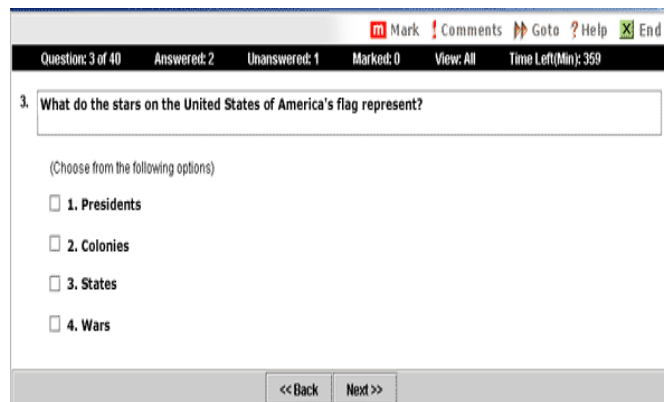 m Mark ! Comments Goto ? Help X End
Question: 3 of 40 Answered: 2 Unanswered: 1 Marked: 0 View: All Time Left(Min): 359
3. What do the stars on the United States of America's flag represent?
(Choose from the following options)
1. Presidents
2. Colonies
3. States
4. Wars
<< Back Next >>